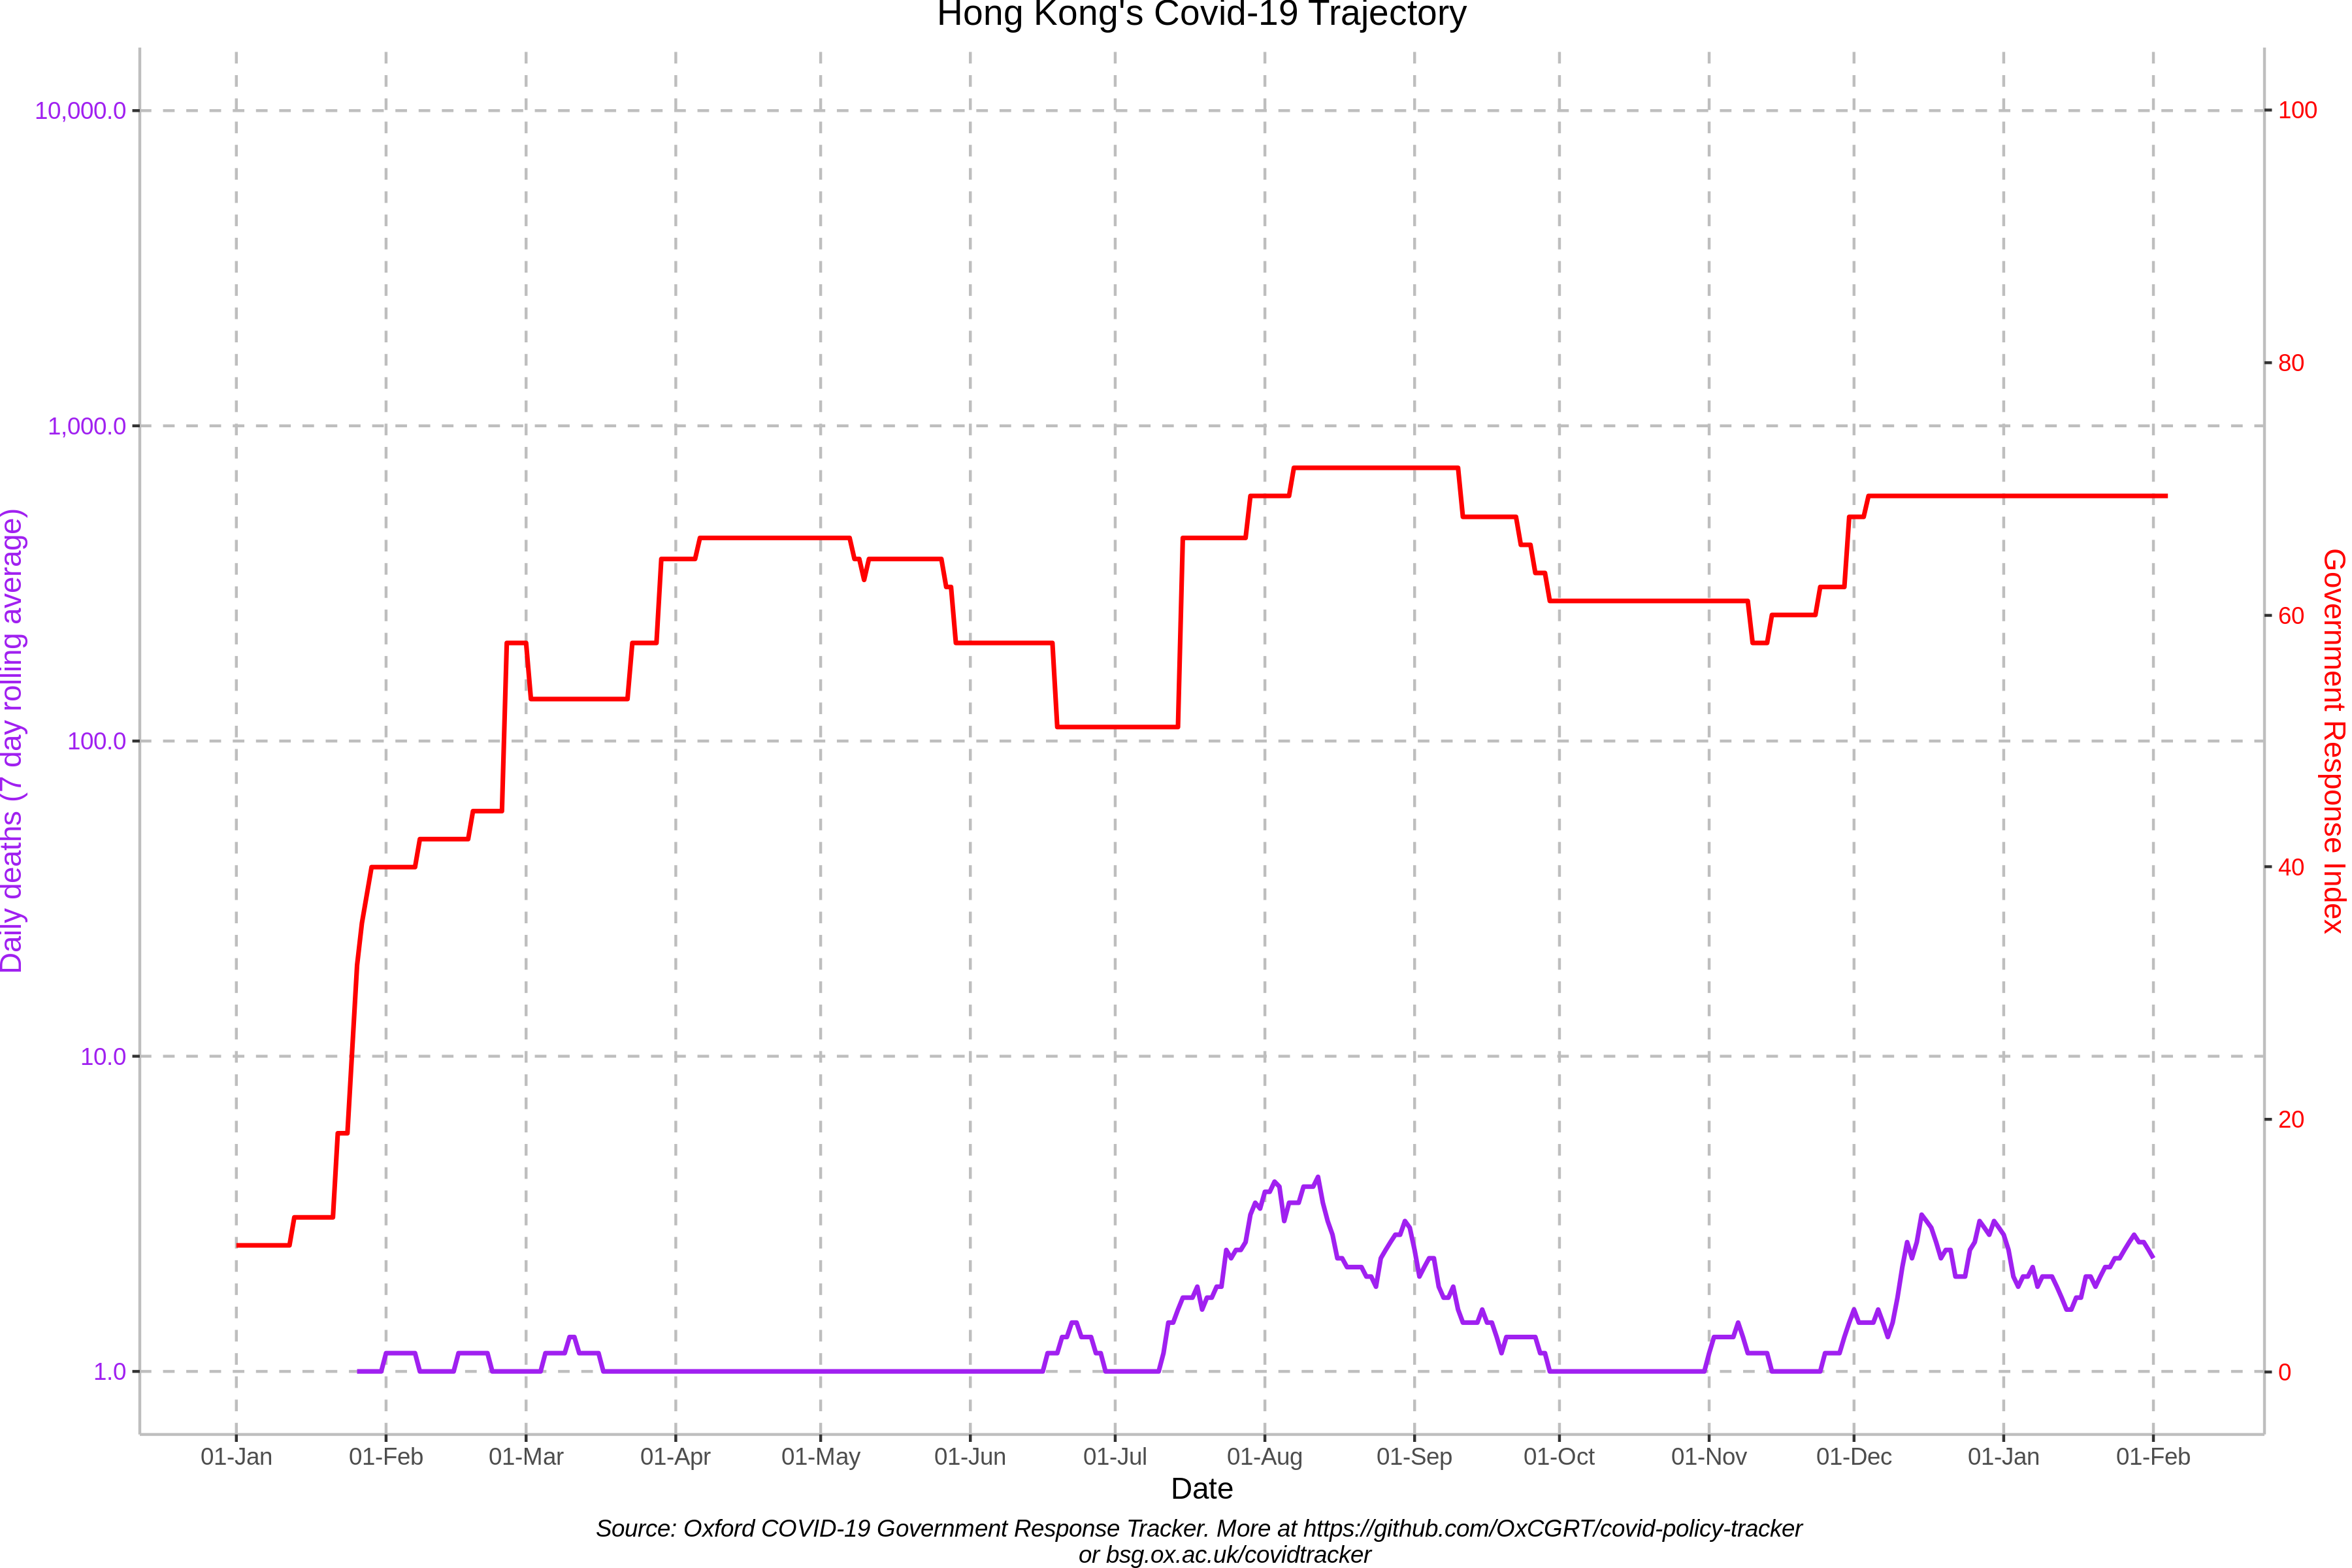 Hong Kong's Covid-19 Trajectory
10,000.0
1,000.0
100.0
10.0
1.0
Daily deaths (7 day rolling average)
100
80
60
40
20
0
Government Response Index
01-Jan 01-Feb 01-Mar 01-Apr 01-May 01-Jun 01-Jul 01-Aug 01-Sep 01-Oct 01-Nov 01-Dec 01-Jan 01-Feb
Date
Source: Oxford COVID-19 Government Response Tracker. More at https://github.com/OxCGRT/covid-policy-tracker
or bsg.ox.ac.uk/covidtracker